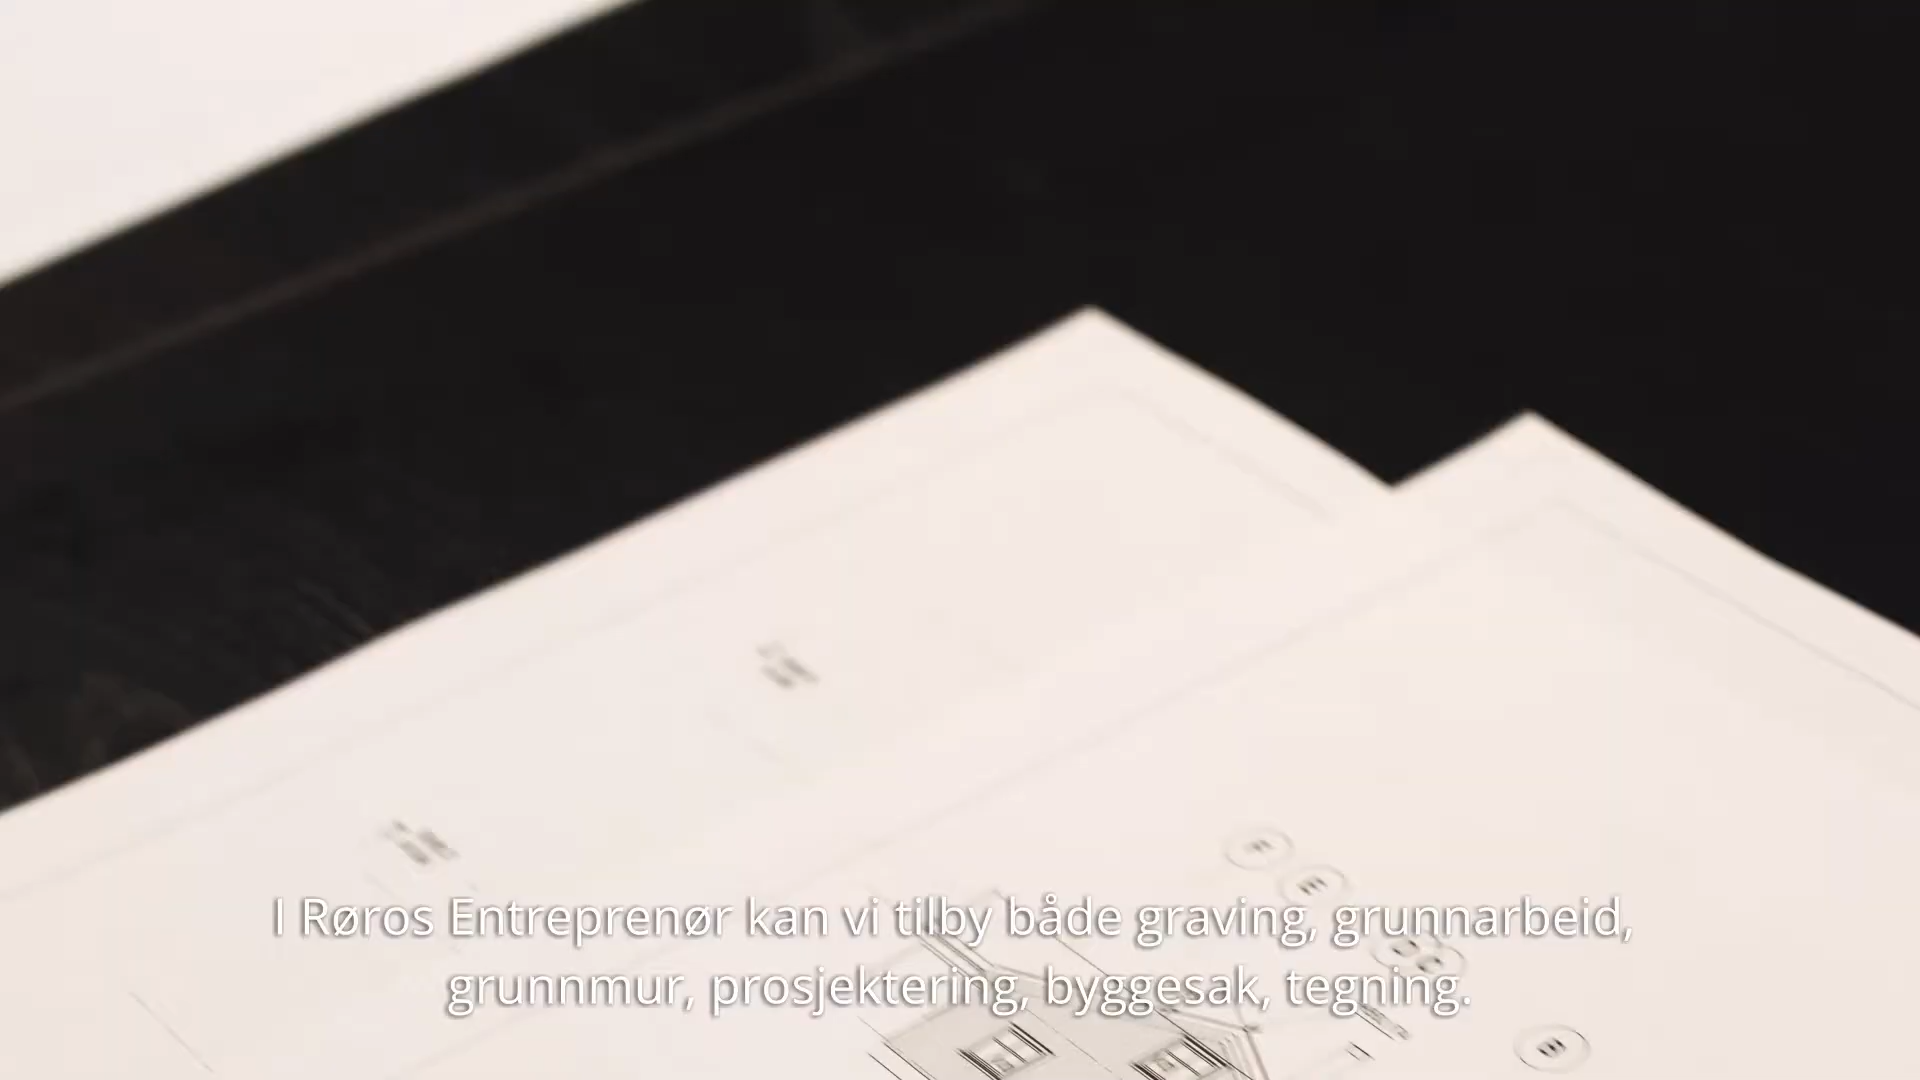 I Røros Entreprenør kan vi tilby både graving, grunnarbeid,
grunnmur, prosjektering, byggesak, tegning.